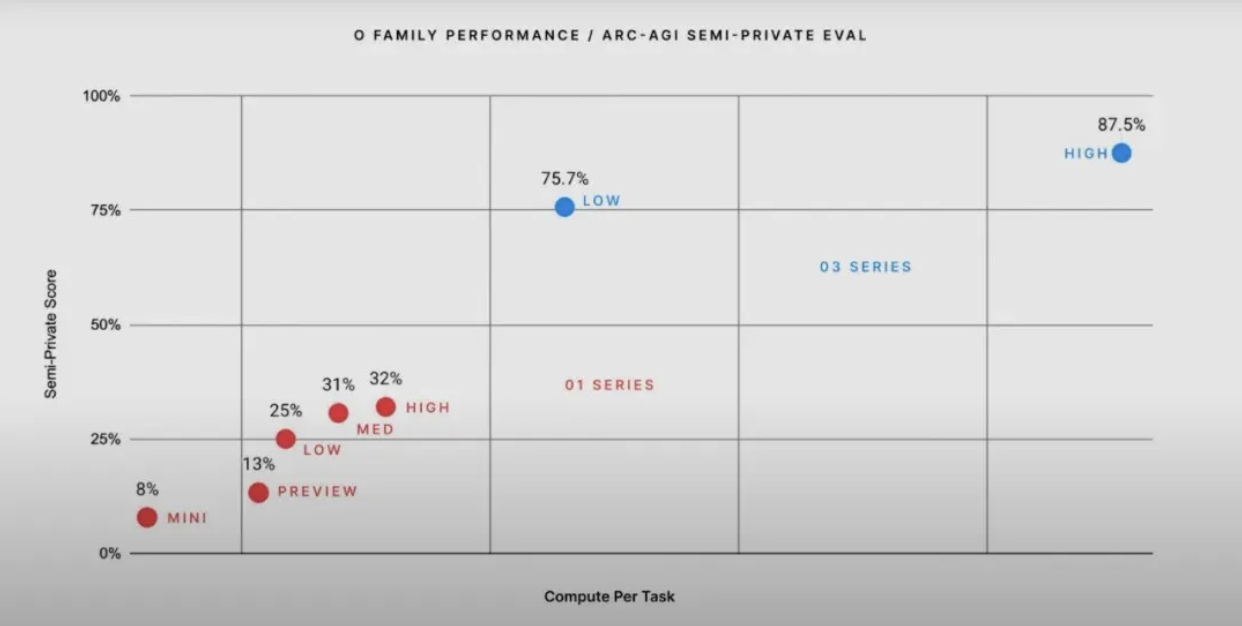 O FAMILY PERFORMANCE / ARC-AGI SEMI-PRIVATE EVAL
100%
87.5%
HIGH
75.7%
LOW
75%
03 SERIES
Semi-Private Score
50%
31%
32%
01 SERIES
25%
HIGH
MED
25%
LOW
13%
8%
PREVIEW
MINI
0%
Compute Per Task